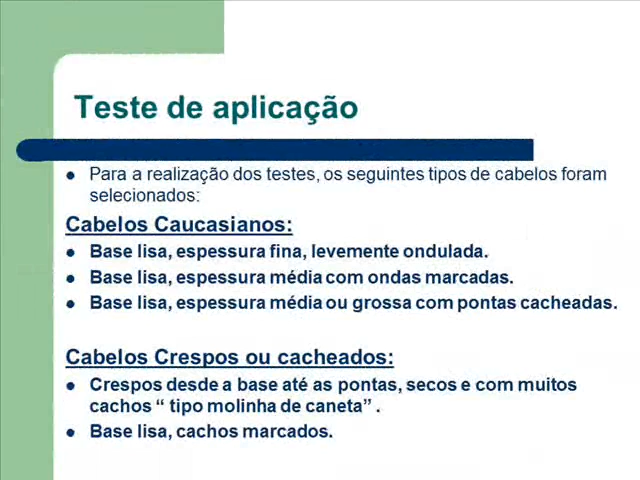 Teste de aplicação
• Para a realização dos testes, os seguintes tipos de cabelos foram
selecionados:
Cabelos Caucasianos:
• Base lisa, espessura fina, levemente ondulada.
• Base lisa, espessura média com ondas marcadas.
• Base lisa, espessura média ou grossa com pontas cacheadas.
Cabelos Crespos ou cacheados:
• Crespos desde a base até as pontas, secos e com muitos
cachos “ tipo molinha de caneta” .
• Base lisa, cachos marcados.